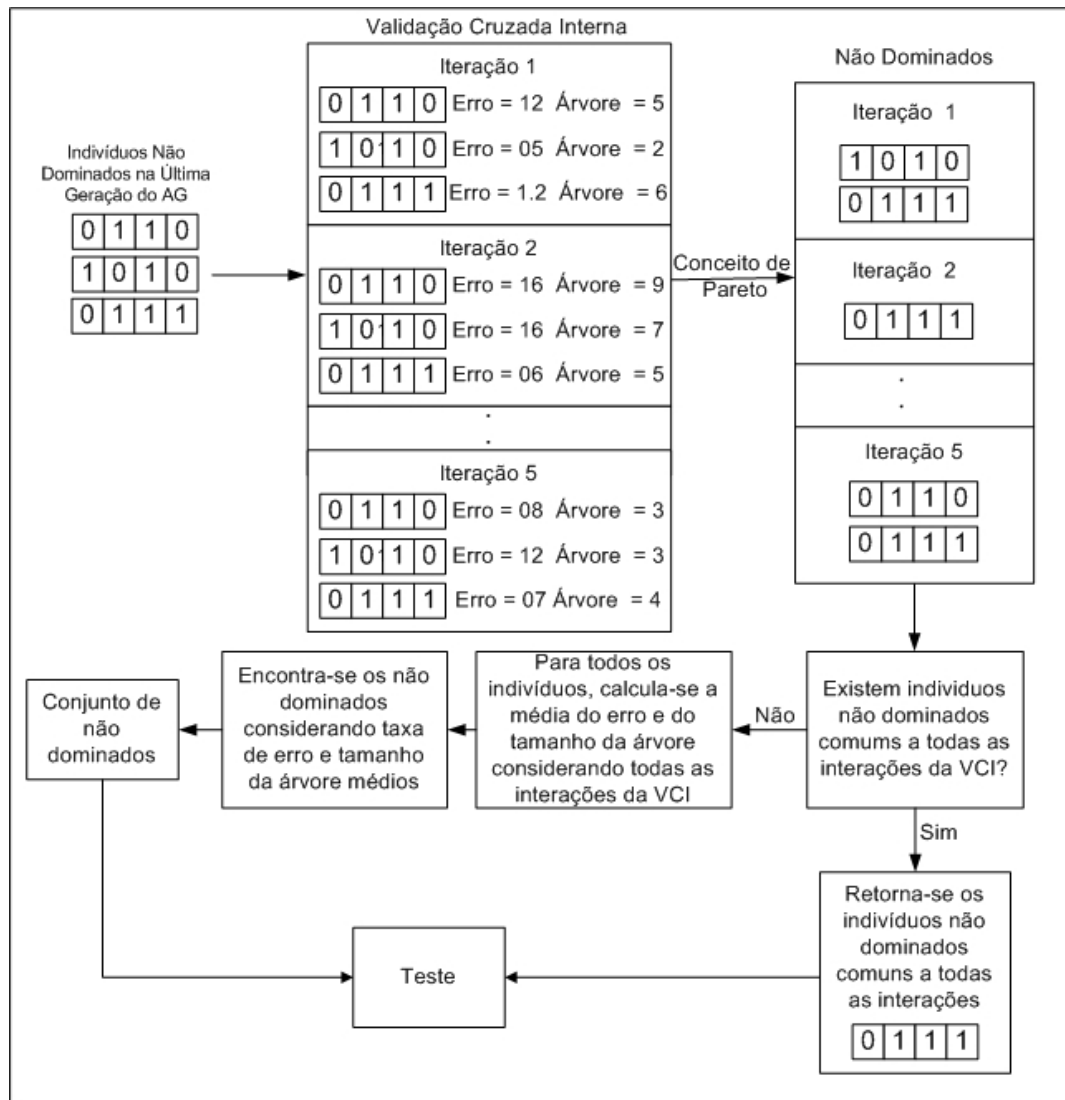 Validação Cruzada Interna
Iteração 1
0 1 1 0 Erro = 12 Árvore = 5
1 0 1 0 Erro = 05 Árvore = 2
0 1 1 1 Erro = 1.2 Árvore = 6
Iteração 2
0 1 1 0 Erro = 16 Árvore = 9
1 0 1 0 Erro = 16 Árvore = 7
0 1 1 1 Erro = 06 Árvore = 5
.
.
Iteração 5
0 1 1 0 Erro = 08 Árvore = 3
1 0 1 0 Erro = 12 Árvore = 3
0 1 1 1 Erro = 07 Árvore = 4
Indivíduos Não
Dominados na Última
Geração do AG
0 1 1 0
1 0 1 0
0 1 1 1
Conceito de
Pareto
Não Dominados
Iteração 1
1 0 1 0
0 1 1 1
Iteração 2
0 1 1 1
.
.
Iteração 5
0 1 1 0
0 1 1 1
Existem individuos
não dominados
comums a todas as
interações da VCI?
Não
Para todos os
indivíduos, calcula-se a
média do erro e do
tamanho da árvore
considerando todas as
interações da VCI
Encontra-se os não
dominados
considerando taxa
de erro e tamanho
da árvore médios
Conjunto de
não
dominados
Sim
Retorna-se os
indivíduos não
dominados
comuns a todas
as interações
0 1 1 1
Teste